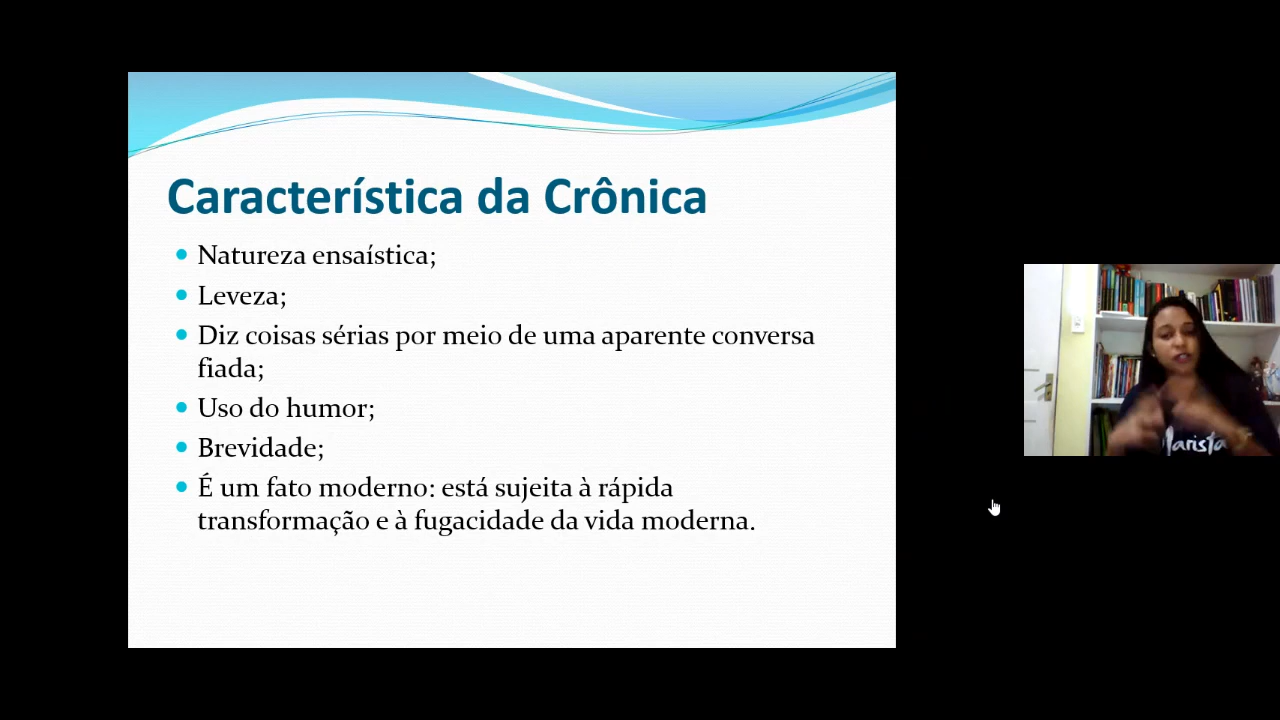 Característica da Crônica
Natureza ensaística;
Leveza;
Diz coisas sérias por meio de uma aparente conversa
fiada;
Uso do humor;
Brevidade;
É um fato moderno: está sujeita à rápida
transformação e à fugacidade da vida moderna.
Marista